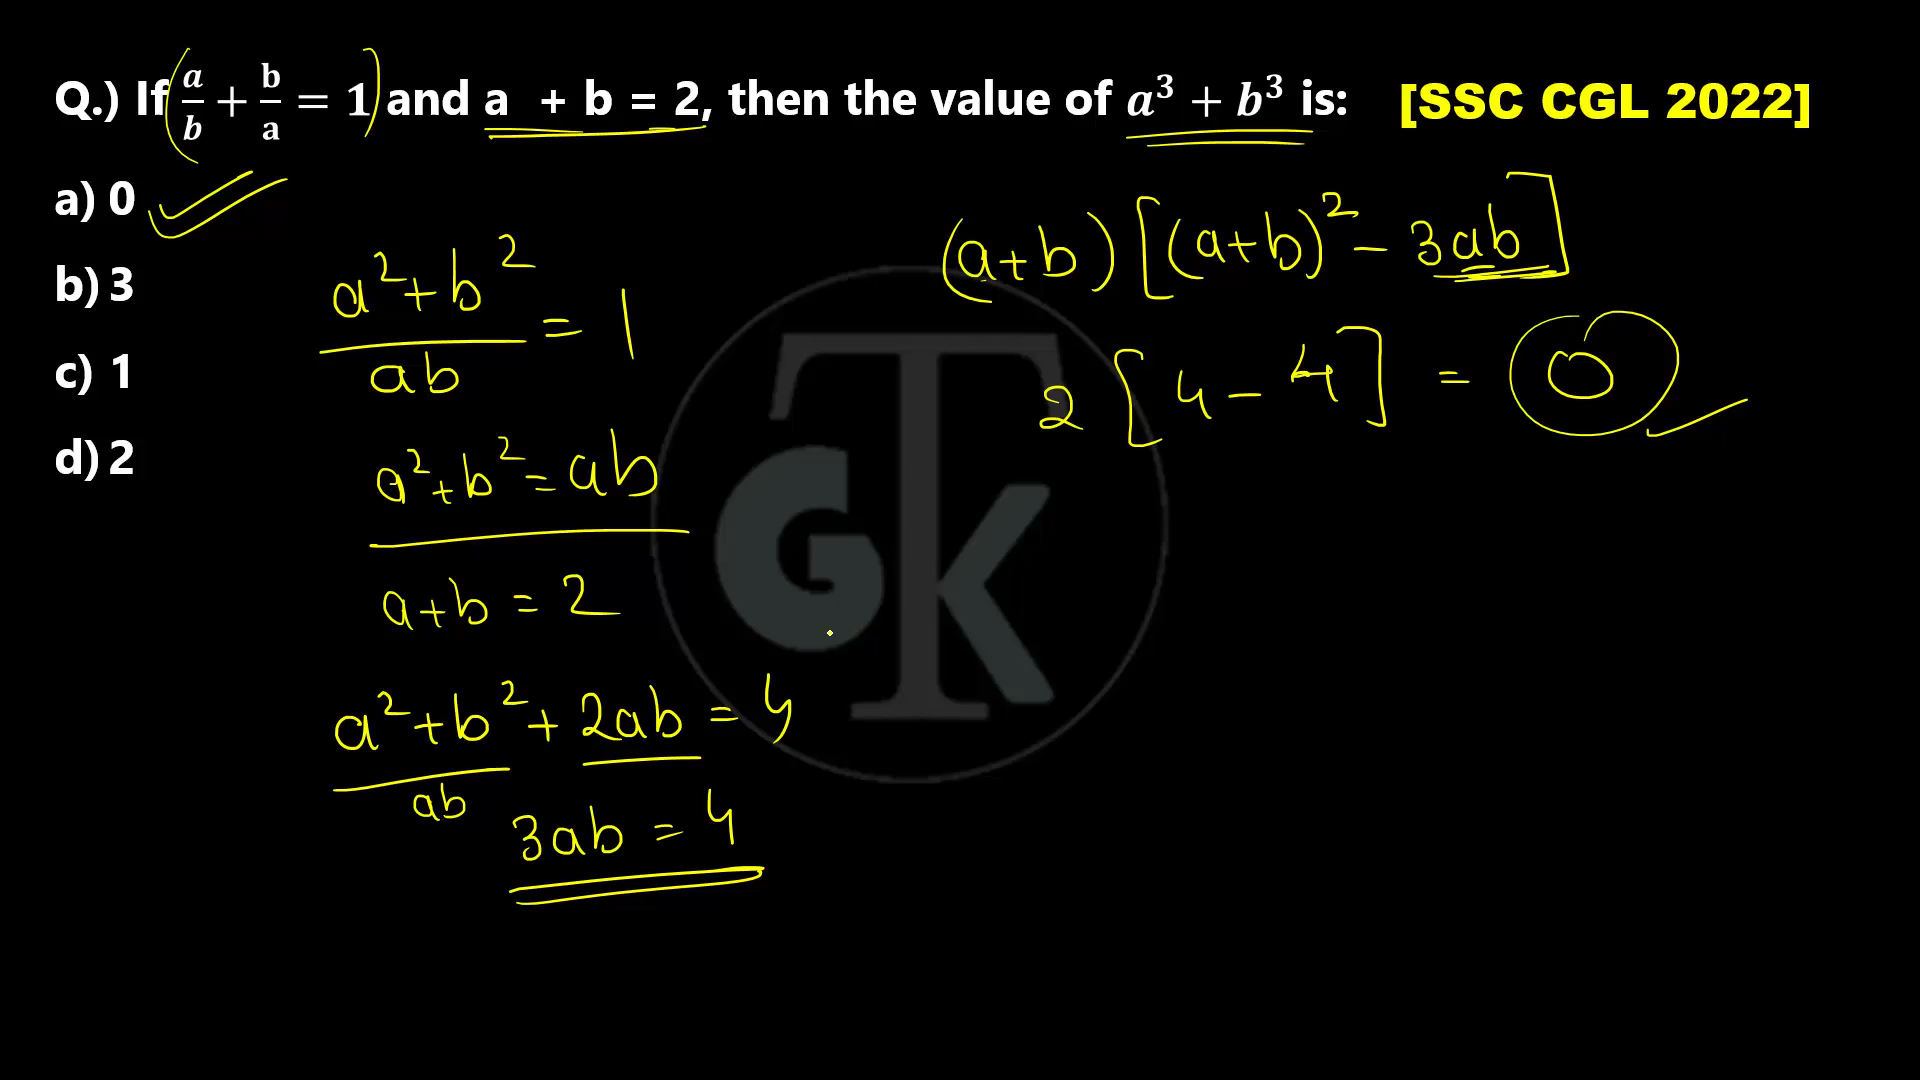 Q.) If (a/b + b/a = 1) and a + b = 2, then the value of a³ + b³ is: [SSC CGL 2022]
a) 0
b) 3
c) 1
d) 2
a² + b² / ab = 1
a² + b² = ab
a + b = 2
a² + b² + 2ab = 4
ab
3ab = 4
(a+b) [(a+b)² - 3ab]
2 [4 - 4] = 0
GTK